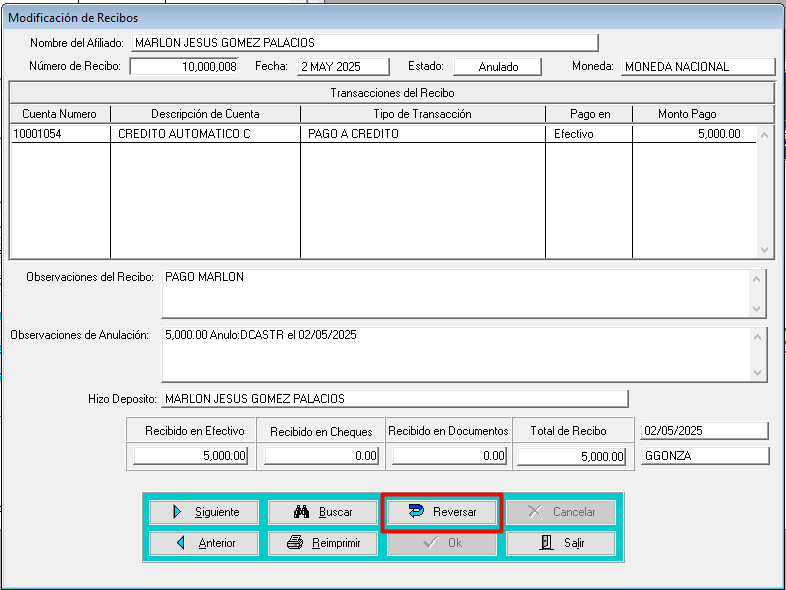 Modificación de Recibos
Nombre del Afiliado: MARLON JESUS GOMEZ PALACIOS
Número de Recibo: 10,000,008 Fecha: 2 MAY 2025 Estado: Anulado Moneda: MONEDA NACIONAL
Transacciones del Recibo
Cuenta Numero Descripción de Cuenta Tipo de Transacción Pago en Monto Pago
10001054 CREDITO AUTOMATICO C PAGO A CREDITO Efectivo 5,000.00
Observaciones del Recibo: PAGO MARLON
Observaciones de Anulación: 5,000.00 Anulo:DCASTR el 02/05/2025
Hizo Deposito: MARLON JESUS GOMEZ PALACIOS
Recibido en Efectivo Recibido en Cheques Recibido en Documentos Total de Recibo 02/05/2025
5,000.00 0.00 0.00 5,000.00 GGONZA
Siguiente Buscar Reversar Cancelar
Anterior Reimprimir Ok Salir